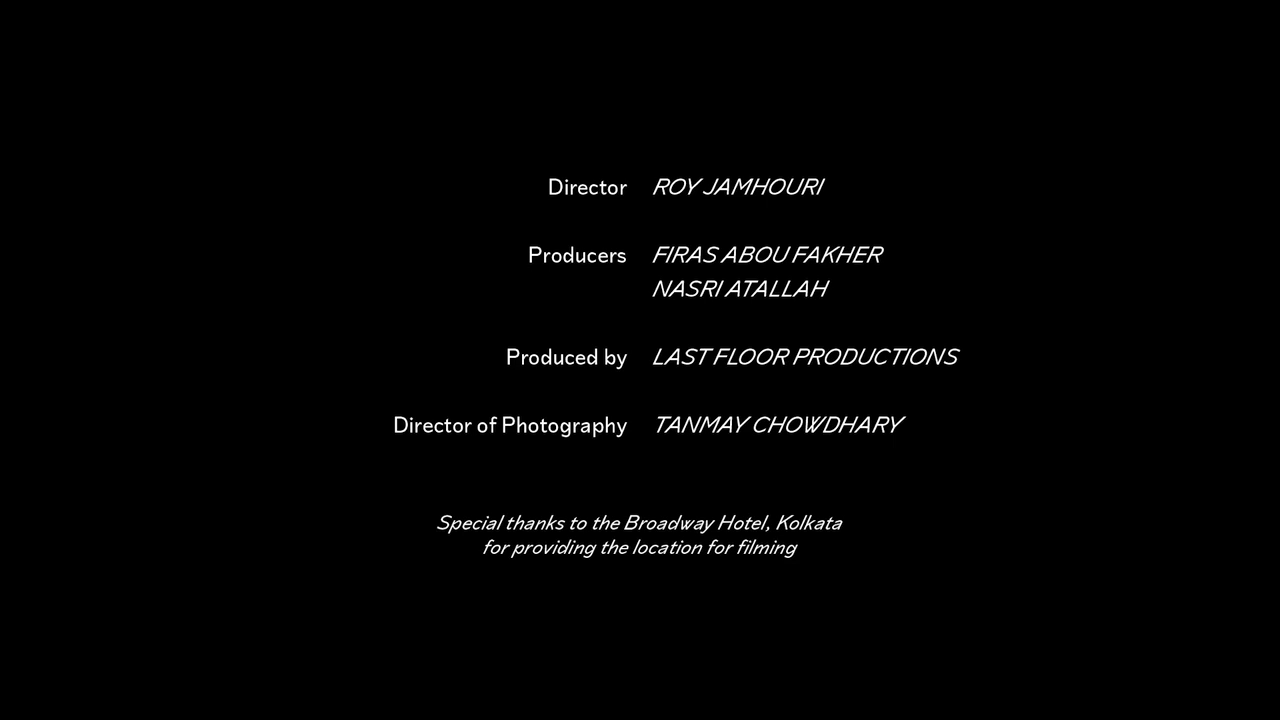 Director ROY JAMHOURI
Producers FIRAS ABOU FAKHER
NASRI ATALLAH
Produced by LAST FLOOR PRODUCTIONS
Director of Photography TANMAY CHOWDHARY
Special thanks to the Broadway Hotel, Kolkata
for providing the location for filming